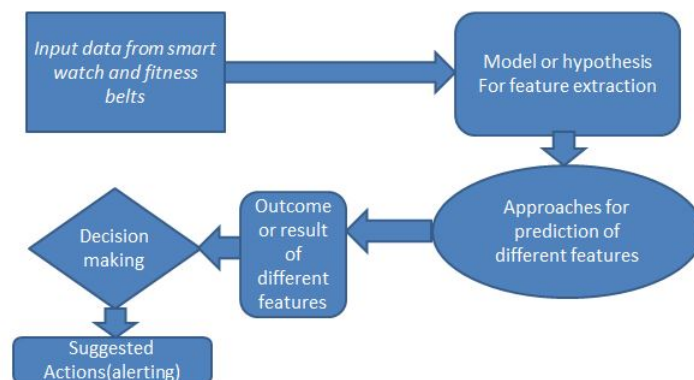 Input data from smart
watch and fitness
belts
Model or hypothesis
For feature extraction
Approaches for
prediction of
different features
Outcome
or result
of
different
features
Decision
making
Suggested
Actions(alerting)